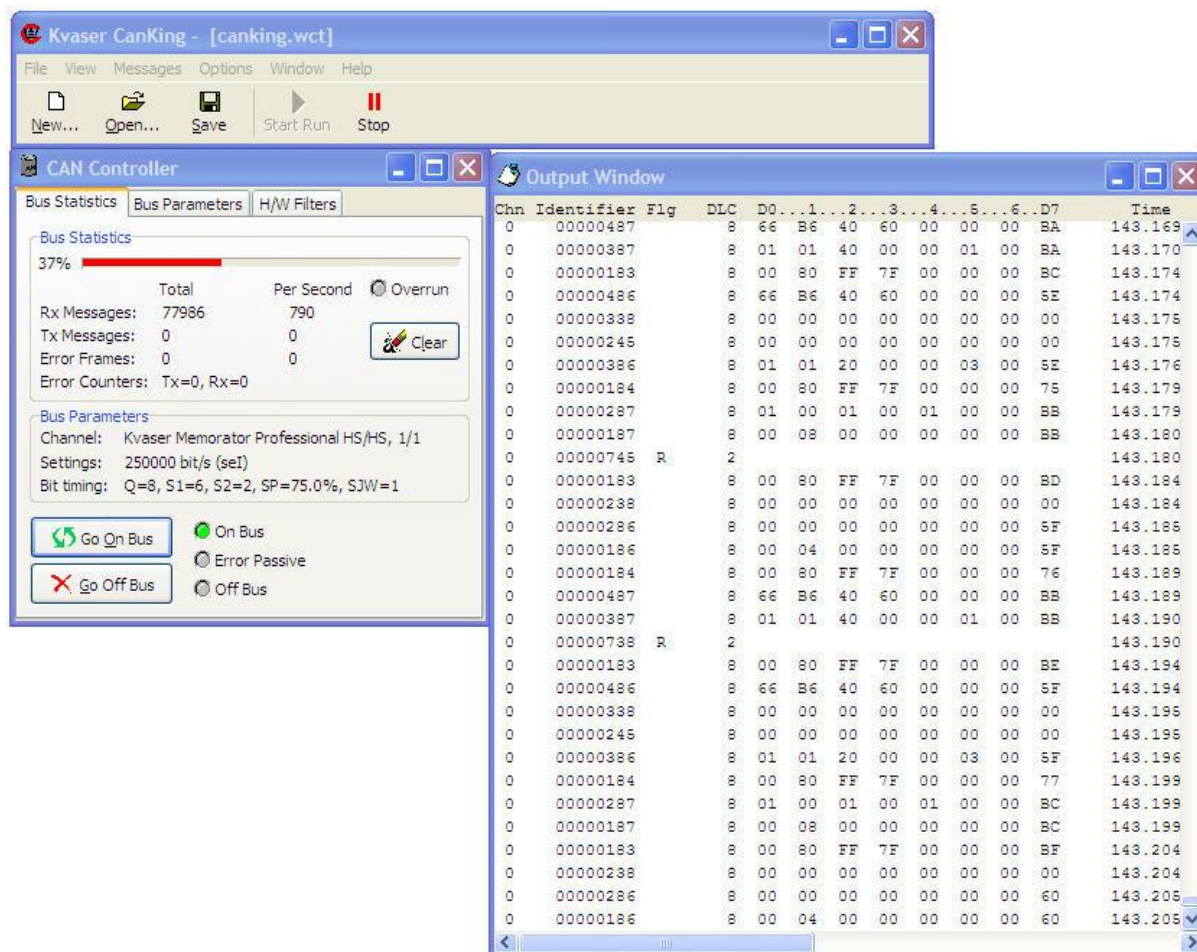 Kvaser CanKing - [canking.wct]
File View Messages Options Window Help
New... Open... Save Start Run Stop
CAN Controller
Bus Statistics Bus Parameters H/W Filters
Bus Statistics
37%
Total Per Second Overrun
Rx Messages: 77986 790
Tx Messages: 0 0
Clear
Error Frames: 0 0
Error Counters: Tx=0, Rx=0
Bus Parameters
Channel: Kvaser Memorator Professional HS/HS, 1/1
Settings: 250000 bit/s (seI)
Bit timing: Q=8, S1=6, S2=2, SP=75.0%, SJW=1
Go On Bus
On Bus
Error Passive
Go Off Bus
Off Bus
Output Window
Chn Identifier Flg DLC D0...1...2...3...4...5...6..D7 Time
0 00000487 8 66 B6 40 60 00 00 00 BA 143.169
0 00000387 8 01 01 40 00 00 01 00 BA 143.170
0 00000183 8 00 80 FF 7F 00 00 00 BC 143.174
0 00000486 8 66 B6 40 60 00 00 00 5E 143.174
0 00000338 8 00 00 00 00 00 00 00 00 143.175
0 00000245 8 00 00 00 00 00 00 00 00 143.175
0 00000386 8 01 01 20 00 00 03 00 5E 143.176
0 00000184 8 00 80 FF 7F 00 00 00 75 143.179
0 00000287 8 01 00 01 00 01 00 00 BB 143.179
0 00000187 8 00 08 00 00 00 00 00 BB 143.180
0 00000745 R 2 143.180
0 00000183 8 00 80 FF 7F 00 00 00 BD 143.184
0 00000238 8 00 00 00 00 00 00 00 00 143.184
0 00000286 8 00 00 00 00 00 00 00 5F 143.185
0 00000186 8 00 04 00 00 00 00 00 5F 143.185
0 00000184 8 00 80 FF 7F 00 00 00 76 143.189
0 00000487 8 66 B6 40 60 00 00 00 BB 143.189
0 00000387 8 01 01 40 00 00 01 00 BB 143.190
0 00000738 R 2 143.190
0 00000183 8 00 80 FF 7F 00 00 00 BE 143.194
0 00000486 8 66 B6 40 60 00 00 00 5F 143.194
0 00000338 8 00 00 00 00 00 00 00 00 143.195
0 00000245 8 00 00 00 00 00 00 00 00 143.195
0 00000386 8 01 01 20 00 00 03 00 5F 143.196
0 00000184 8 00 80 FF 7F 00 00 00 77 143.199
0 00000287 8 01 00 01 00 01 00 00 BC 143.199
0 00000187 8 00 08 00 00 00 00 00 BC 143.199
0 00000183 8 00 80 FF 7F 00 00 00 BF 143.204
0 00000238 8 00 00 00 00 00 00 00 00 143.204
0 00000286 8 00 00 00 00 00 00 00 60 143.205
0 00000186 8 00 04 00 00 00 00 00 60 143.205